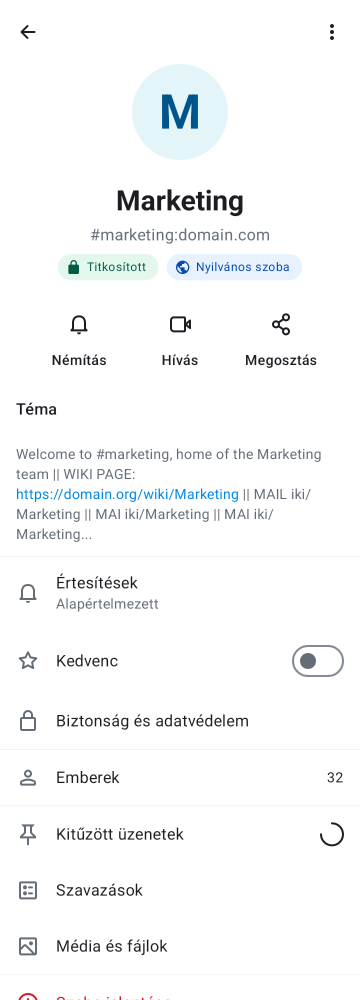 M
Marketing
#marketing:domain.com
Titkosított
Nyilvános szoba
Némítás
Hívás
Megosztás
Téma
Welcome to #marketing, home of the Marketing
team || WIKI PAGE:
https://domain.org/wiki/Marketing || MAIL iki/
Marketing || MAI iki/Marketing || MAI iki/
Marketing...
Értesítések
Alapértelmezett
Kedvenc
Biztonság és adatvédelem
Emberek
32
Kitűzött üzenetek
Szavazások
Média és fájlok